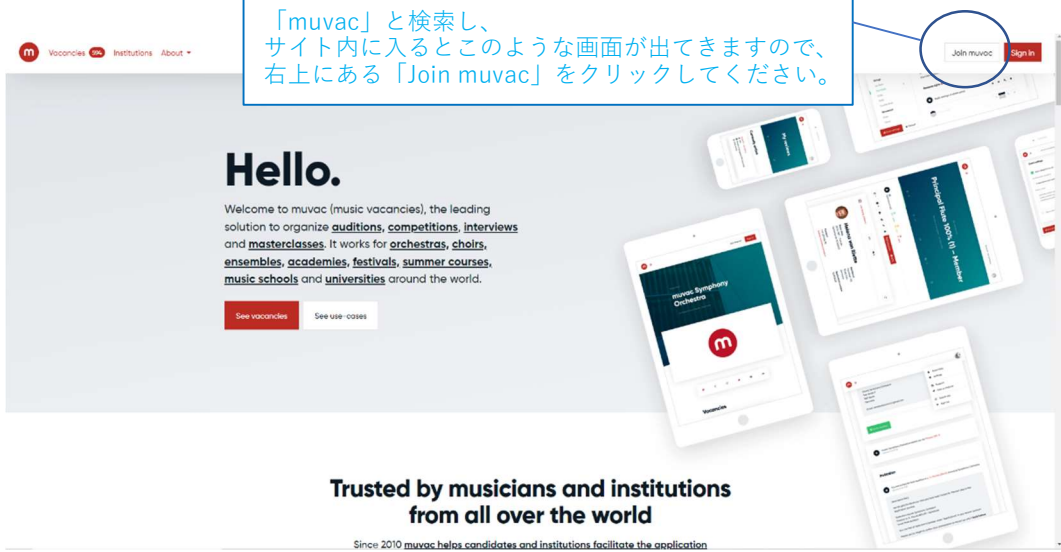 「muvac」と検索し、
サイト内に入るとこのような画面が出てきますので、
右上にある「Join muvac」をクリックしてください。
m Vacancies 596 Institutions About Join muvac Sign in
Hello.
Welcome to muvac (music vacancies), the leading
solution to organize auditions, competitions, interviews
and masterclasses. It works for orchestras, choirs,
ensembles, academies, festivals, summer courses,
music schools and universities around the world.
See vacancies See use-cases
My vacancies
Principal Flute 100% (1) – Member
muvac Symphony
Orchestra
m
Vacancies
Invitation
Trusted by musicians and institutions
from all over the world
Since 2010 muvac helps candidates and institutions facilitate the application